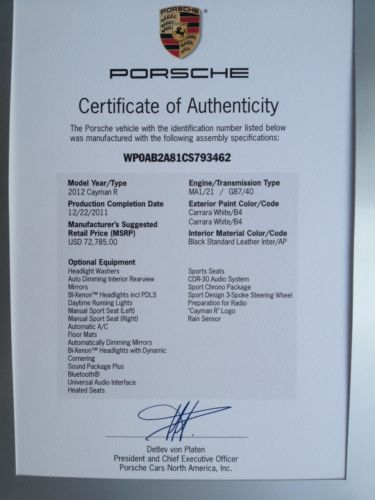 PORSCHE
Certificate of Authenticity
The Porsche vehicle with the identification number listed below
was manufactured with the following assembly specifications:
WP0AB2A81CS793462
Model Year/Type
2012 Cayman R
Production Completion Date
12/22/2011
Manufacturer's Suggested
Retail Price (MSRP)
USD 72,785.00
Engine/Transmission Type
MA1/21 / G87/40
Exterior Paint Color/Code
Carrara White/B4
Carrara White/B4
Interior Material Color/Code
Black Standard Leather Inter/AP
Optional Equipment
Headlight Washers
Auto Dimming Interior Rearview
Mirrors
Bi-Xenon™ Headlights incl PDLS
Daytime Running Lights
Manual Sport Seat (Left)
Manual Sport Seat (Right)
Automatic A/C
Floor Mats
Automatically Dimming Mirrors
Bi-Xenon™ Headlights with Dynamic
Cornering
Sound Package Plus
Bluetooth®
Universal Audio Interface
Heated Seats
Sports Seats
CDR-30 Audio System
Sport Chrono Package
Sport Design 3-Spoke Steering Wheel
Preparation for Radio
"Cayman R" Logo
Rain Sensor
Detlev von Platen
President and Chief Executive Officer
Porsche Cars North America, Inc.